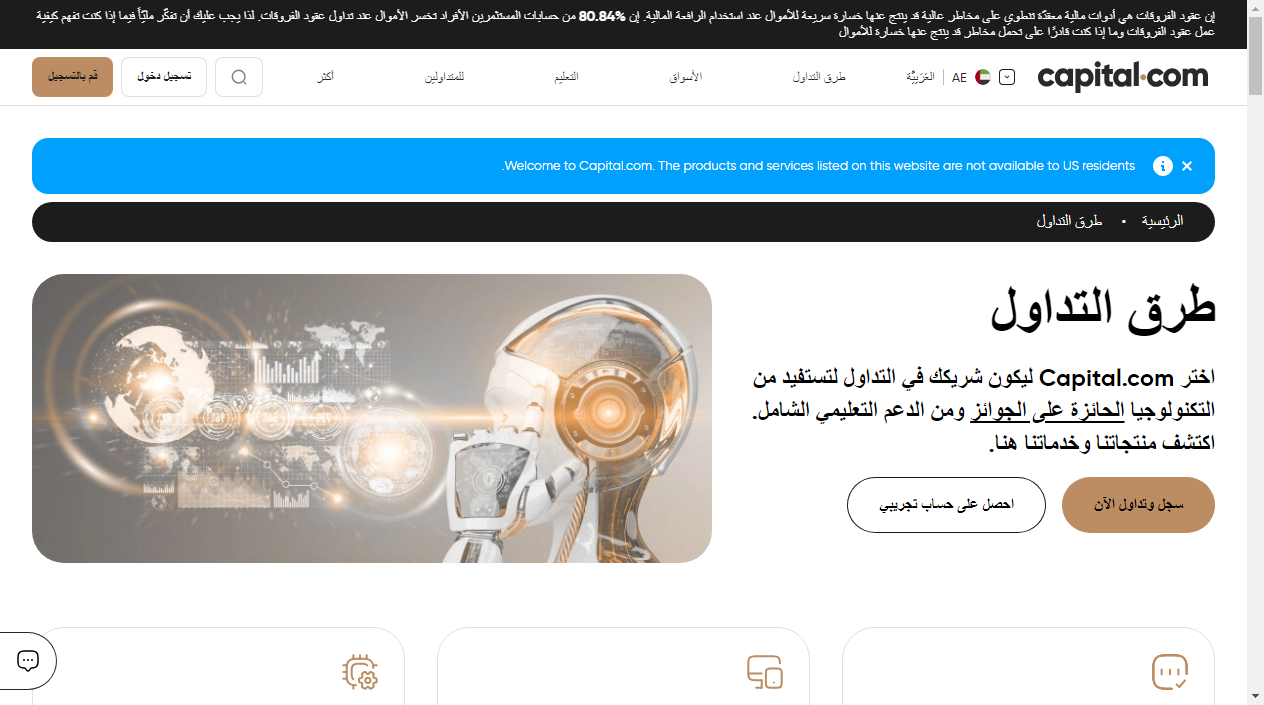 إن عقود الفروقات هي أدوات مالية معقدّة تنطوي على مخاطر عالية قد ينتج عنها خسارة سريعة للأموال عند استخدام الرافعة المالية. إن 80.84% من حسابات المستثمرين الأفراد تخسر الأموال عند تداول عقود الفروقات. لذا يجب عليك أن تفكّر مليّاً فيما إذا كنت تفهم كيفية
عمل عقود الفروقات وما إذا كنت قادرًا على تحمل مخاطر قد ينتج عنها خسارة للأموال
capital.com
AE
العَرَبِيَّة
طرق التداول
الأسواق
التعليم
للمتداولين
أكثر
تسجيل دخول
قم بالتسجيل
Welcome to Capital.com. The products and services listed on this website are not available to US residents.
الرئيسية • طرق التداول
طرق التداول
اختر Capital.com ليكون شريكك في التداول لتستفيد من
التكنولوجيا الحائزة على الجوائز ومن الدعم التعليمي الشامل.
اكتشف منتجاتنا وخدماتنا هنا.
سجل وتداول الآن
احصل على حساب تجريبي